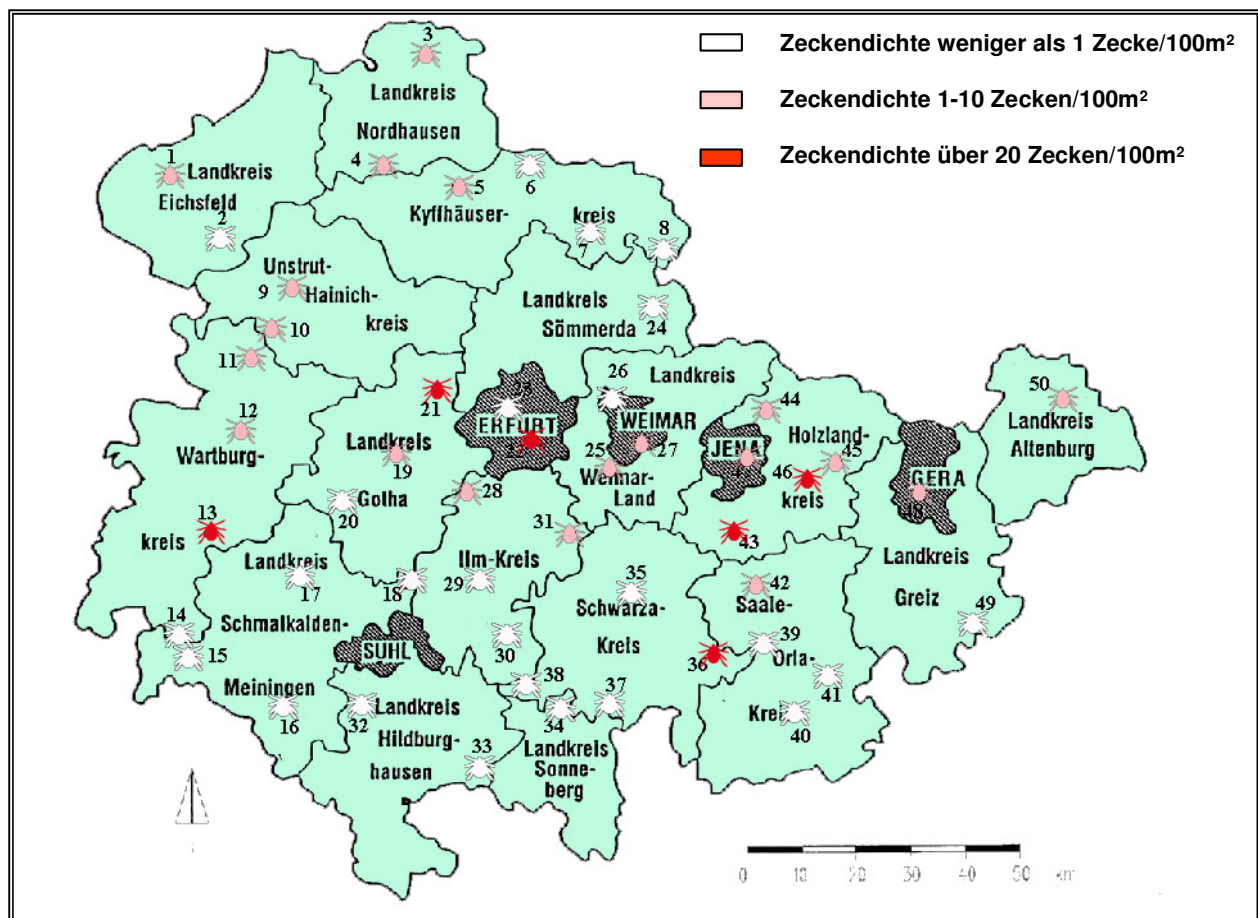 Zeckendichte weniger als 1 Zecke/100m²
Zeckendichte 1-10 Zecken/100m²
Zeckendichte über 20 Zecken/100m²
3
Landkreis
Nordhausen
4
1
Landkreis
Eichsfeld
2
5
Kyffhäuser-
6
kreis
7
8
Unstrut-
9
Hainich-
kreis
10
11
Landkreis
Sömmerda
24
12
Wartburg-
13
kreis
21
Landkreis
19
Gotha
20
23
ERFURT
22
26
Landkreis
WEIMAR
25
27
Weimar-
Land
44
Holzland-
JENA
46
45
kreis
43
GERA
48
50
Landkreis
Altenburg
28
31
Ilm-Kreis
29
30
Landkreis
17
18
Schmalkalden-
14
15
SUHL
Meiningen
16
35
Schwarza-
Kreis
36
42
Saale-
39
Orla-
41
Krei
40
Landkreis
Greiz
49
38
37
34
32
Landkreis
Hildburg-
33
hausen
Landkreis
Sonne-
berg
0 10 20 30 40 50 km